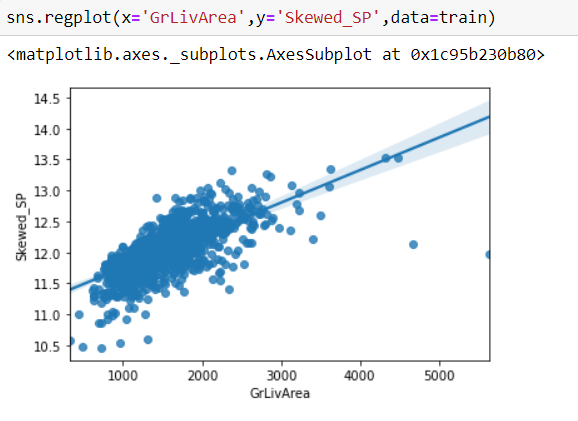 sns.regplot(x='GrLivArea',y='Skewed_SP',data=train)
<matplotlib.axes._subplots.AxesSubplot at 0x1c95b230b80>
14.5
14.0
13.5
13.0
12.5
12.0
11.5
11.0
10.5
Skewed_SP
1000 2000 3000 4000 5000
GrLivArea